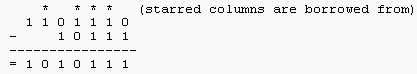 * * * * (starred columns are borrowed from)
1 1 0 1 1 1 0
- 1 0 1 1 1
----------------
= 1 0 1 0 1 1 1